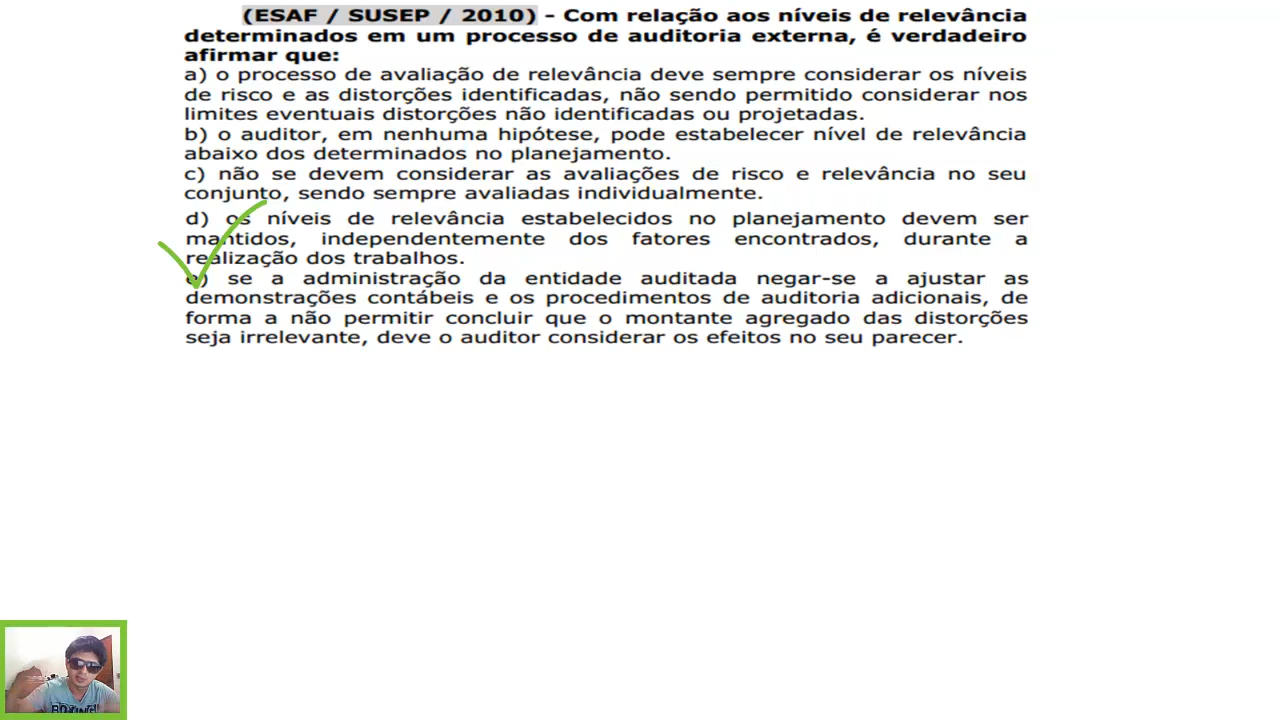 (ESAF / SUSEP / 2010) - Com relação aos níveis de relevância
determinados em um processo de auditoria externa, é verdadeiro
afirmar que:
a) o processo de avaliação de relevância deve sempre considerar os níveis
de risco e as distorções identificadas, não sendo permitido considerar nos
limites eventuais distorções não identificadas ou projetadas.
b) o auditor, em nenhuma hipótese, pode estabelecer nível de relevância
abaixo dos determinados no planejamento.
c) não se devem considerar as avaliações de risco e relevância no seu
conjunto, sendo sempre avaliadas individualmente.
d) os níveis de relevância estabelecidos no planejamento devem ser
mantidos, independentemente dos fatores encontrados, durante a
realização dos trabalhos.
e) se a administração da entidade auditada negar-se a ajustar as
demonstrações contábeis e os procedimentos de auditoria adicionais, de
forma a não permitir concluir que o montante agregado das distorções
seja irrelevante, deve o auditor considerar os efeitos no seu parecer.